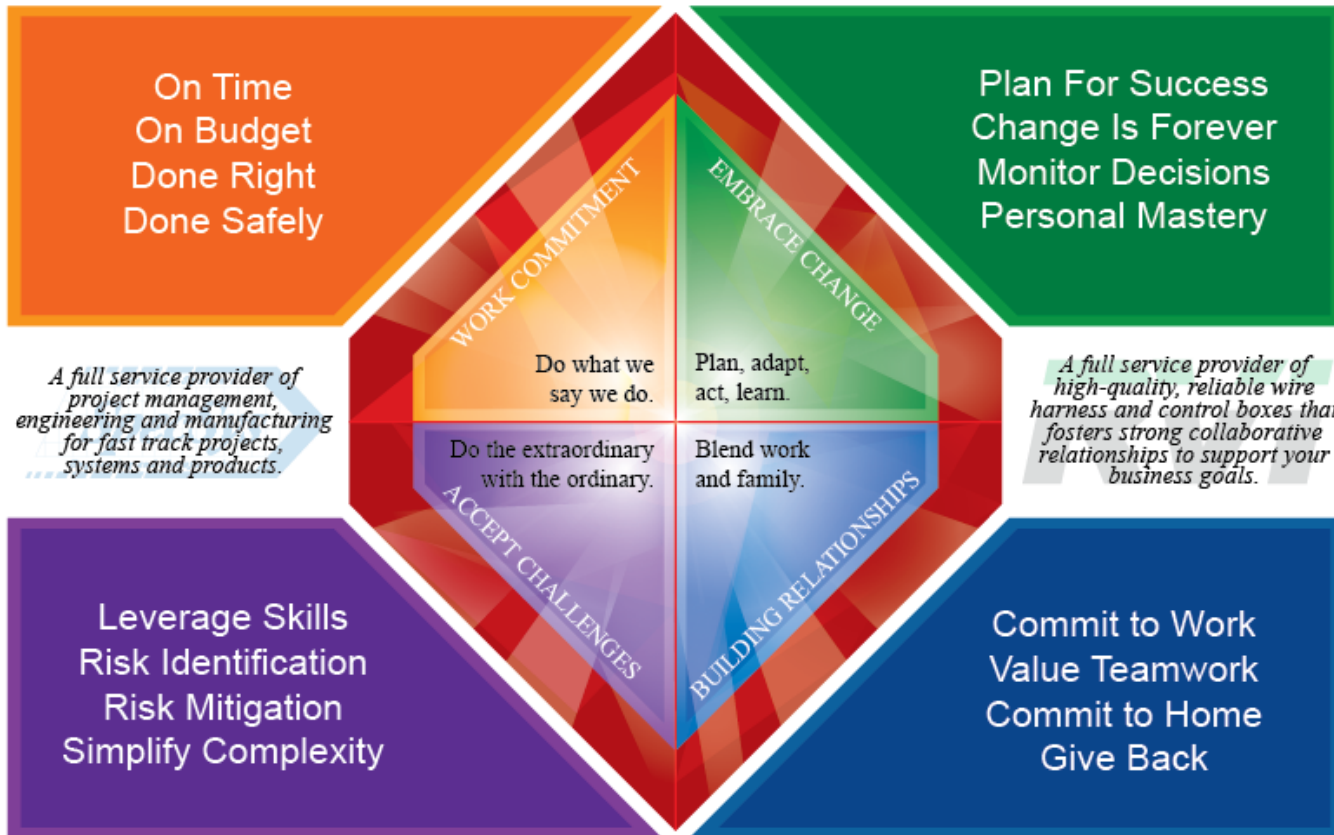 On Time
On Budget
Done Right
Done Safely
Plan For Success
Change Is Forever
Monitor Decisions
Personal Mastery
WORK COMMITMENT
EMBRACE CHANGE
Do what we
say we do.
Plan, adapt,
act, learn.
A full service provider of
project management,
engineering and manufacturing
for fast track projects,
systems and products.
A full service provider of
high-quality, reliable wire
harness and control boxes that
fosters strong collaborative
relationships to support your
business goals.
Do the extraordinary
with the ordinary.
Blend work
and family.
ACCEPT CHALLENGES
BUILDING RELATIONSHIPS
Leverage Skills
Risk Identification
Risk Mitigation
Simplify Complexity
Commit to Work
Value Teamwork
Commit to Home
Give Back